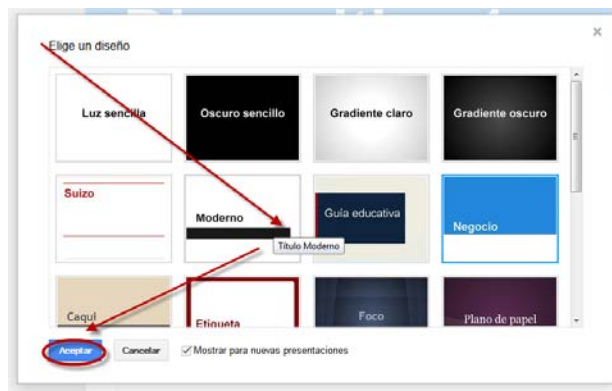 Elige un diseño
Luz sencilla
Oscuro sencillo
Gradiente claro
Gradiente oscuro
Suizo
Moderno
Guía educativa
Negocio
Título Moderno
Caqui
Etiqueta
Foco
Plano de papel
Aceptar
Cancelar
Mostrar para nuevas presentaciones